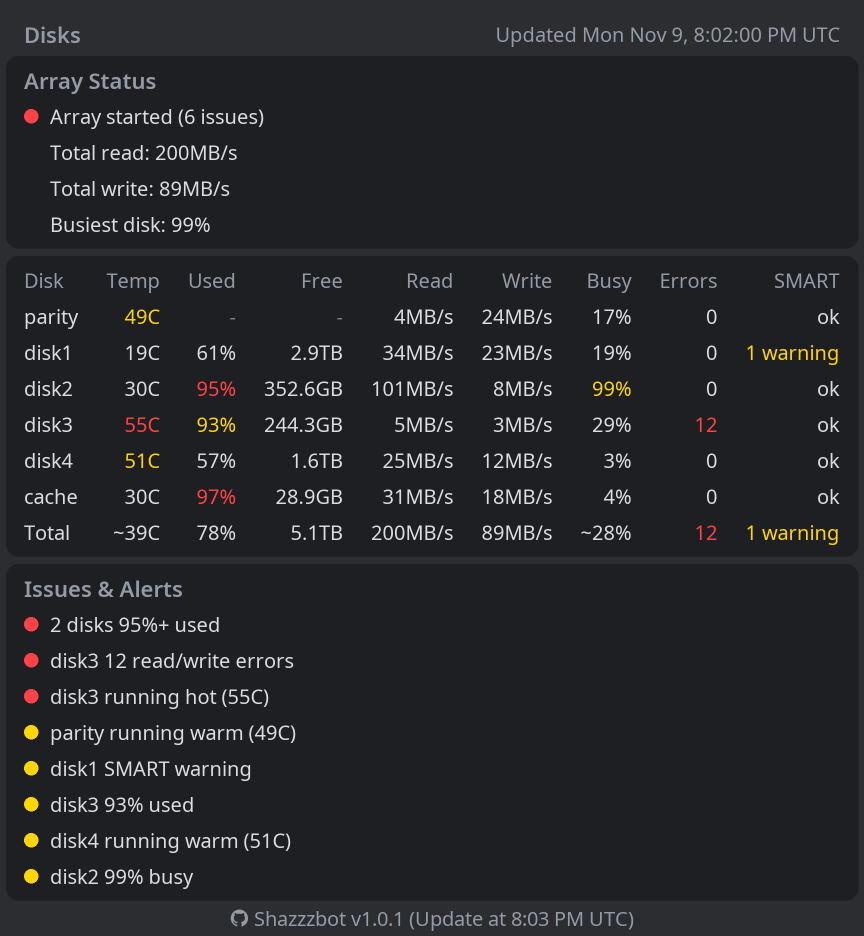 Disks Updated Mon Nov 9, 8:02:00 PM UTC
Array Status
Array started (6 issues)
Total read: 200MB/s
Total write: 89MB/s
Busiest disk: 99%
Disk Temp Used Free Read Write Busy Errors SMART
parity 49C - - 4MB/s 24MB/s 17% 0 ok
disk1 19C 61% 2.9TB 34MB/s 23MB/s 19% 0 1 warning
disk2 30C 95% 352.6GB 101MB/s 8MB/s 99% 0 ok
disk3 55C 93% 244.3GB 5MB/s 3MB/s 29% 12 ok
disk4 51C 57% 1.6TB 25MB/s 12MB/s 3% 0 ok
cache 30C 97% 28.9GB 31MB/s 18MB/s 4% 0 ok
Total ~39C 78% 5.1TB 200MB/s 89MB/s ~28% 12 1 warning
Issues & Alerts
2 disks 95%+ used
disk3 12 read/write errors
disk3 running hot (55C)
parity running warm (49C)
disk1 SMART warning
disk3 93% used
disk4 running warm (51C)
disk2 99% busy
Shazzzbot v1.0.1 (Update at 8:03 PM UTC)